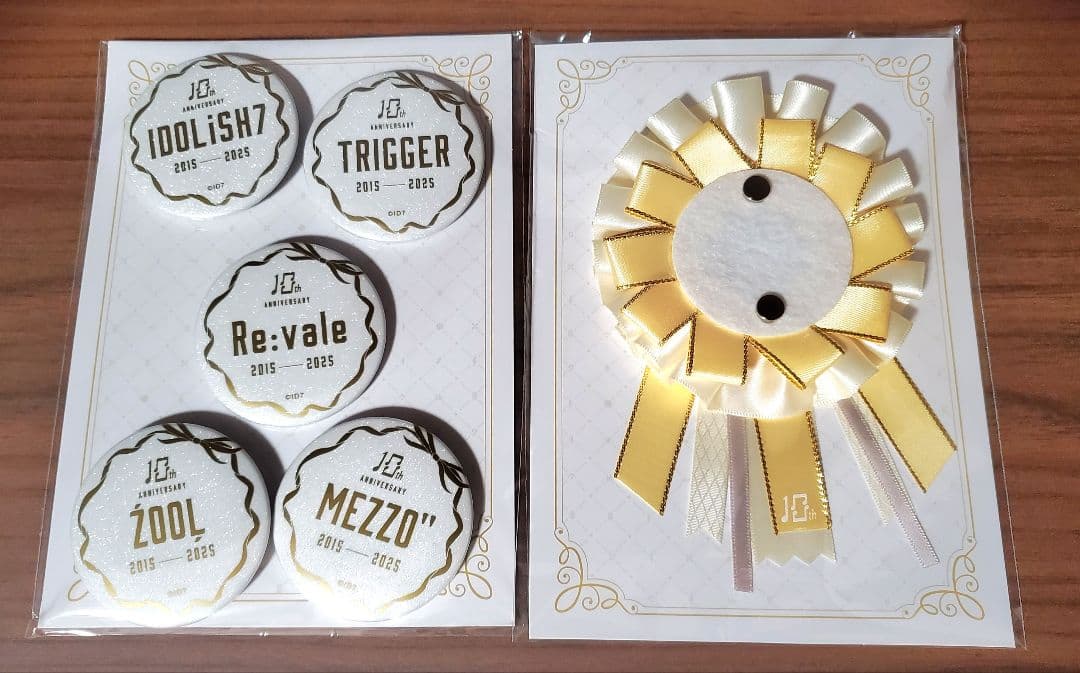 10th
ANNIVERSARY
IDOLiSH7
2015 — 2025
©ID7
10th
ANNIVERSARY
TRIGGER
2015 — 2025
©ID7
10th
ANNIVERSARY
Re:vale
2015 — 2025
©ID7
10th
ANNIVERSARY
ŹOOĻ
2015 — 2025
©ID7
10th
ANNIVERSARY
MEZZO"
2015 — 2025
©ID7
10th